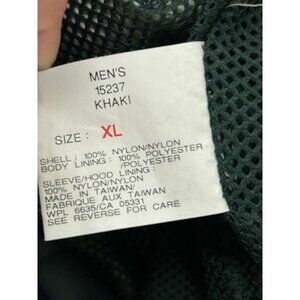 MEN'S
15237
KHAKI
SIZE: XL
SHELL: 100% NYLON/NYLON
BODY LINING: 100% POLYESTER
/POLYESTER
SLEEVE/HOOD LINING:
100% NYLON/NYLON
MADE IN TAIWAN/
FABRIQUE AUX TAIWAN
WPL 6635/CA 05331
SEE REVERSE FOR CARE